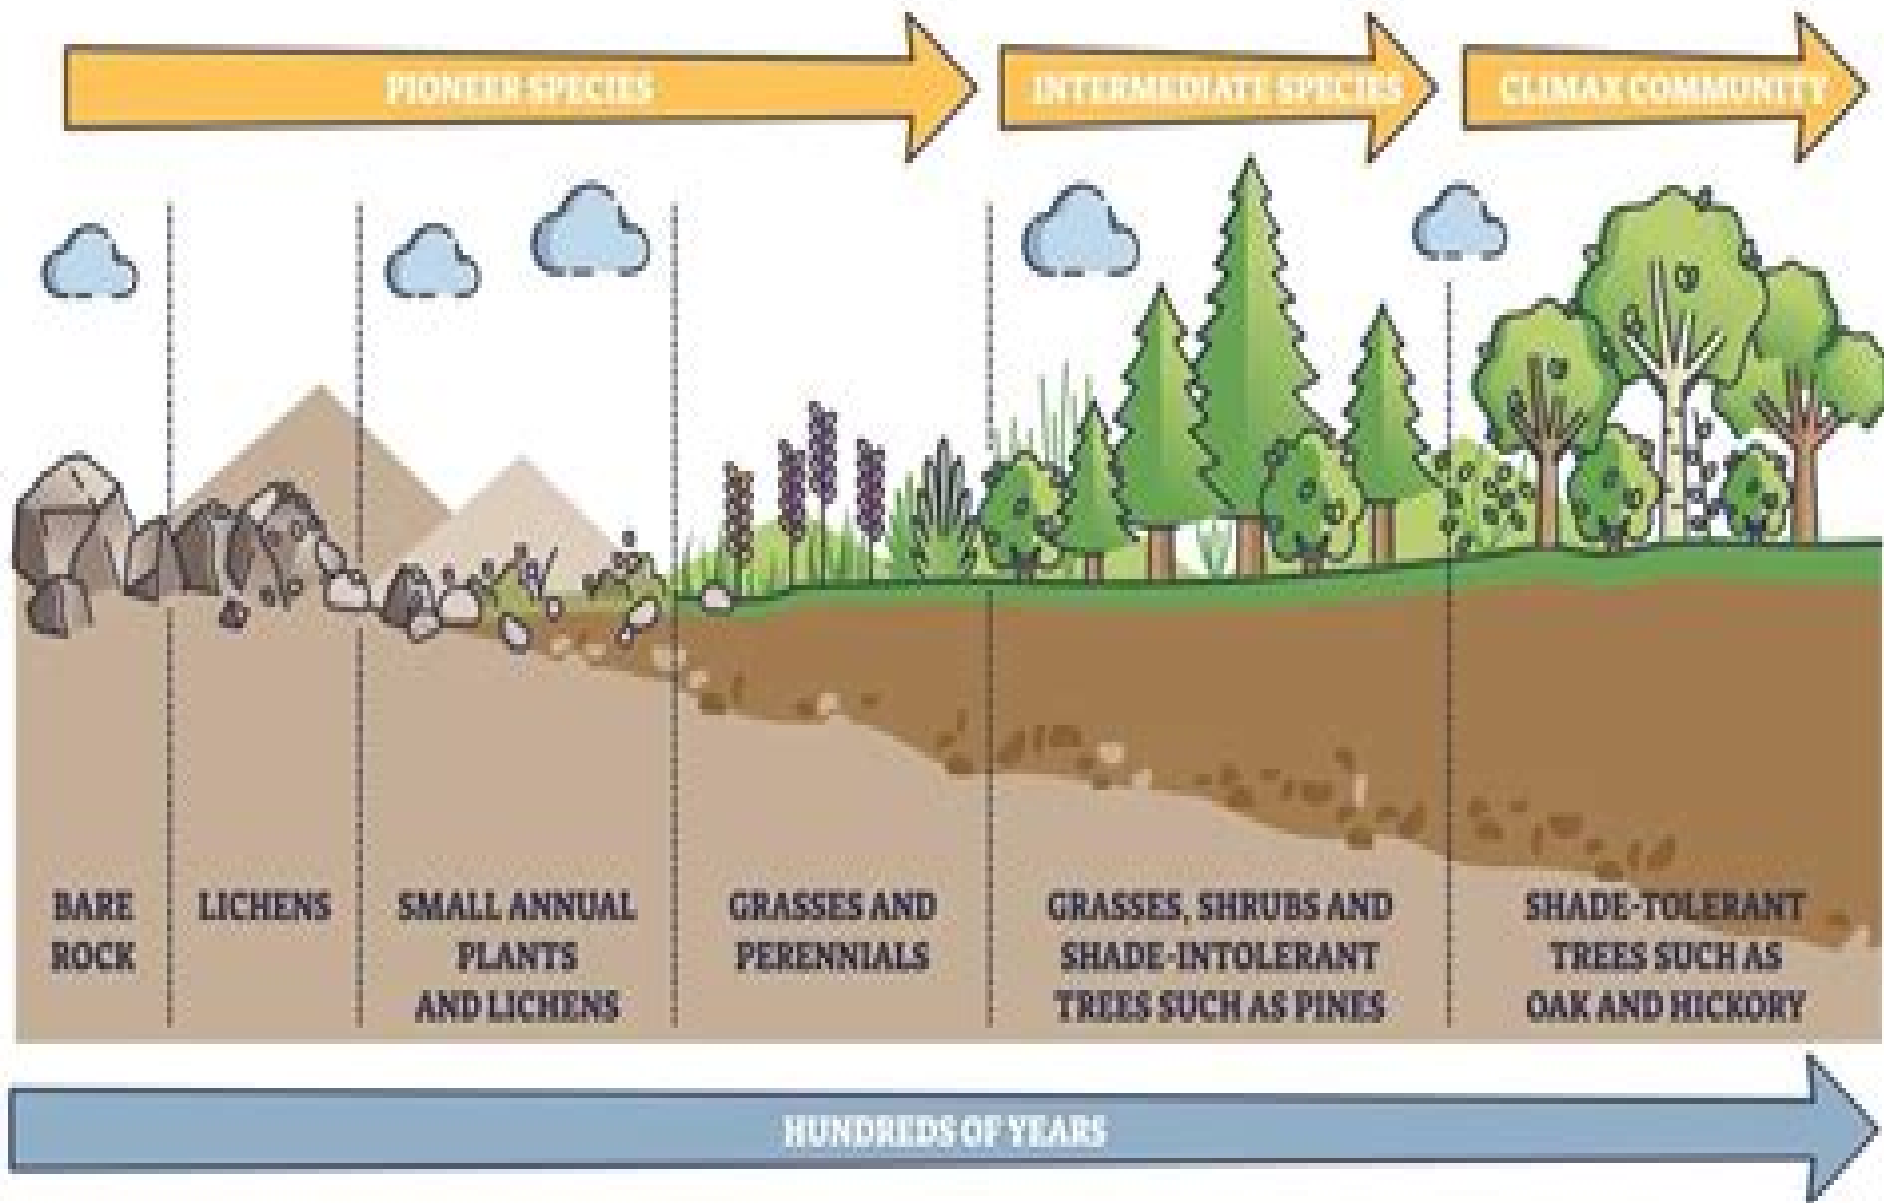 PIONEER SPECIES
INTERMEDIATE SPECIES
CLIMAX COMMUNITY
BARE
ROCK
LICHENS
SMALL ANNUAL
PLANTS
AND LICHENS
GRASSES AND
PERENNIALS
GRASSES, SHRUBS AND
SHADE-INTOLERANT
TREES SUCH AS PINES
SHADE-TOLERANT
TREES SUCH AS
OAK AND HICKORY
HUNDREDS OF YEARS